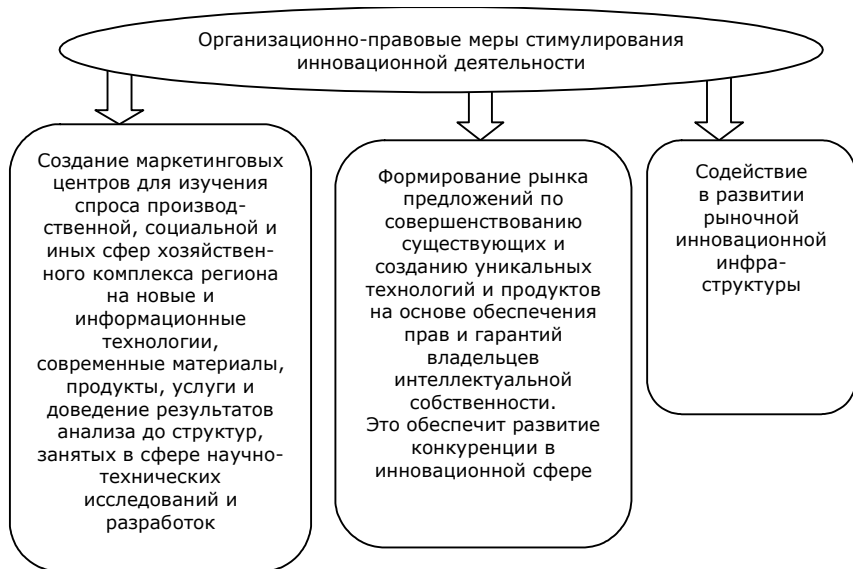 Организационно-правовые меры стимулирования
инновационной деятельности
Создание маркетинговых
центров для изучения
спроса производ-
ственной, социальной и
иных сфер хозяйствен-
ного комплекса региона
на новые и
информационные
технологии,
современные материалы,
продукты, услуги и
доведение результатов
анализа до структур,
занятых в сфере научно-
технических
исследований и
разработок
Формирование рынка
предложений по
совершенствованию
существующих и
созданию уникальных
технологий и продуктов
на основе обеспечения
прав и гарантий
владельцев
интеллектуальной
собственности.
Это обеспечит развитие
конкуренции в
инновационной сфере
Содействие
в развитии
рыночной
инновационной
инфра-
структуры